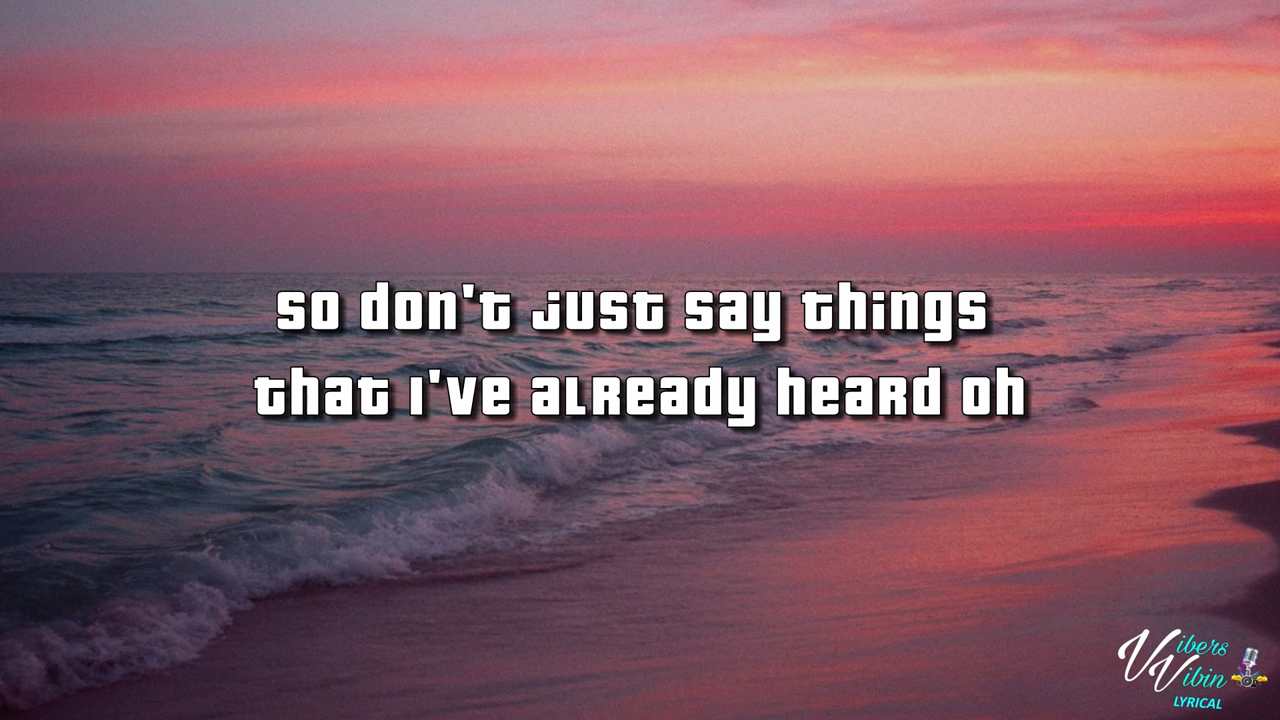 so don't just say things
that I've already heard oh
Vibers
Vibin
LYRICAL